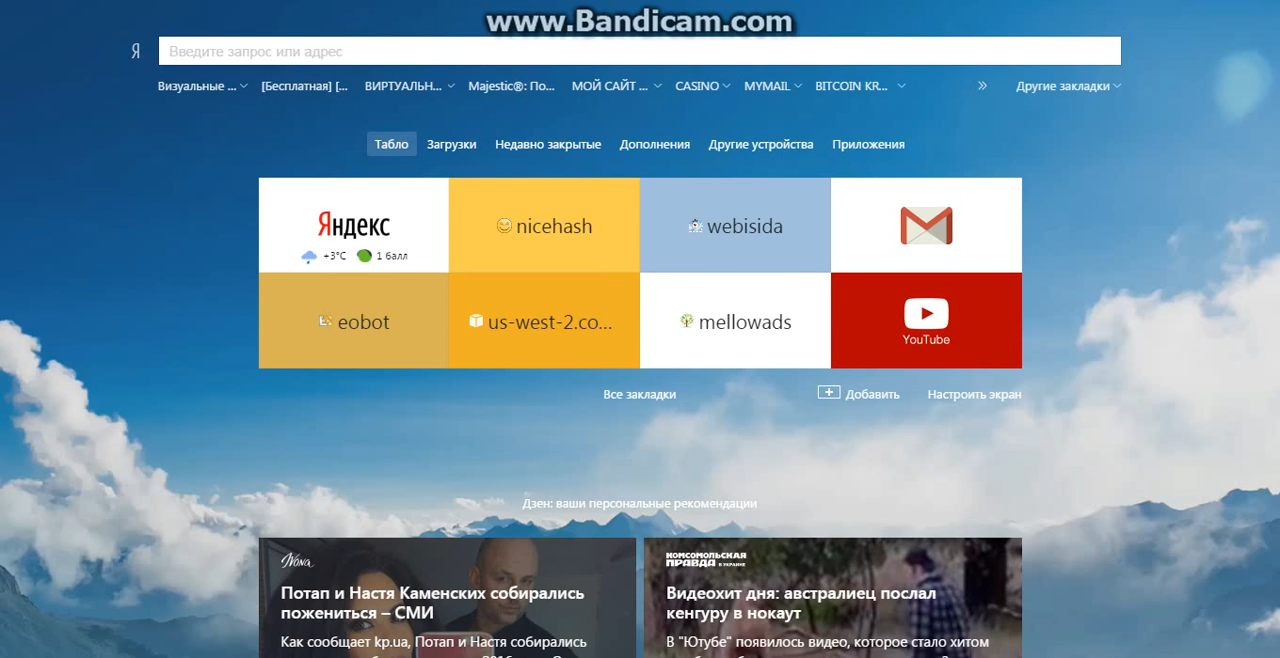 www.Bandicam.com
Я
Введите запрос или адрес
Визуальные ... [Бесплатная] [... ВИРТУАЛЬН... Majestic®: По... МОЙ САЙТ ... CASINO MYMAIL BITCOIN KR... » Другие закладки
Табло Загрузки Недавно закрытые Дополнения Другие устройства Приложения
Яндекс
+3°C 1 балл
nicehash
webisida
eobot
us-west-2.co...
mellowads
YouTube
Все закладки Добавить Настроить экран
Дзен: ваши персональные рекомендации
Nona
Потап и Настя Каменских собирались
пожениться – СМИ
Как сообщает kp.ua, Потап и Настя собирались
КОМСОМОЛЬСКАЯ
ПРАВДА В УКРАИНЕ
Видеохит дня: австралиец послал
кенгуру в нокаут
В "Ютубе" появилось видео, которое стало хитом